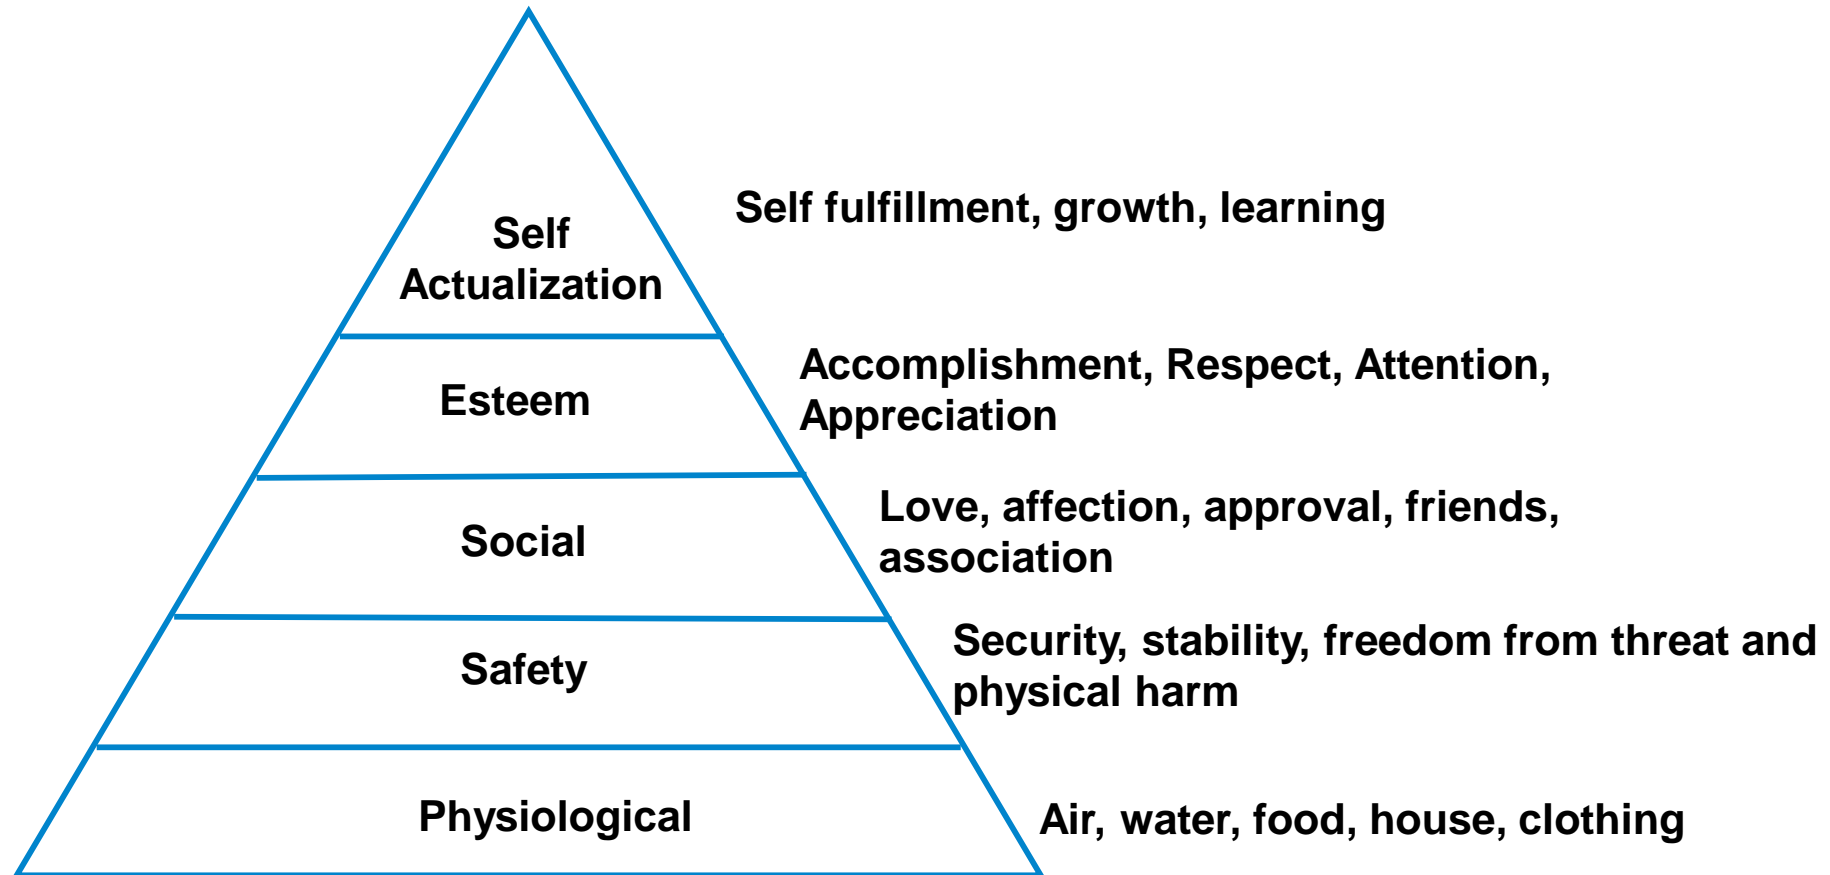 Self
Actualization
Self fulfillment, growth, learning
Esteem
Accomplishment, Respect, Attention,
Appreciation
Social
Love, affection, approval, friends,
association
Safety
Security, stability, freedom from threat and
physical harm
Physiological
Air, water, food, house, clothing